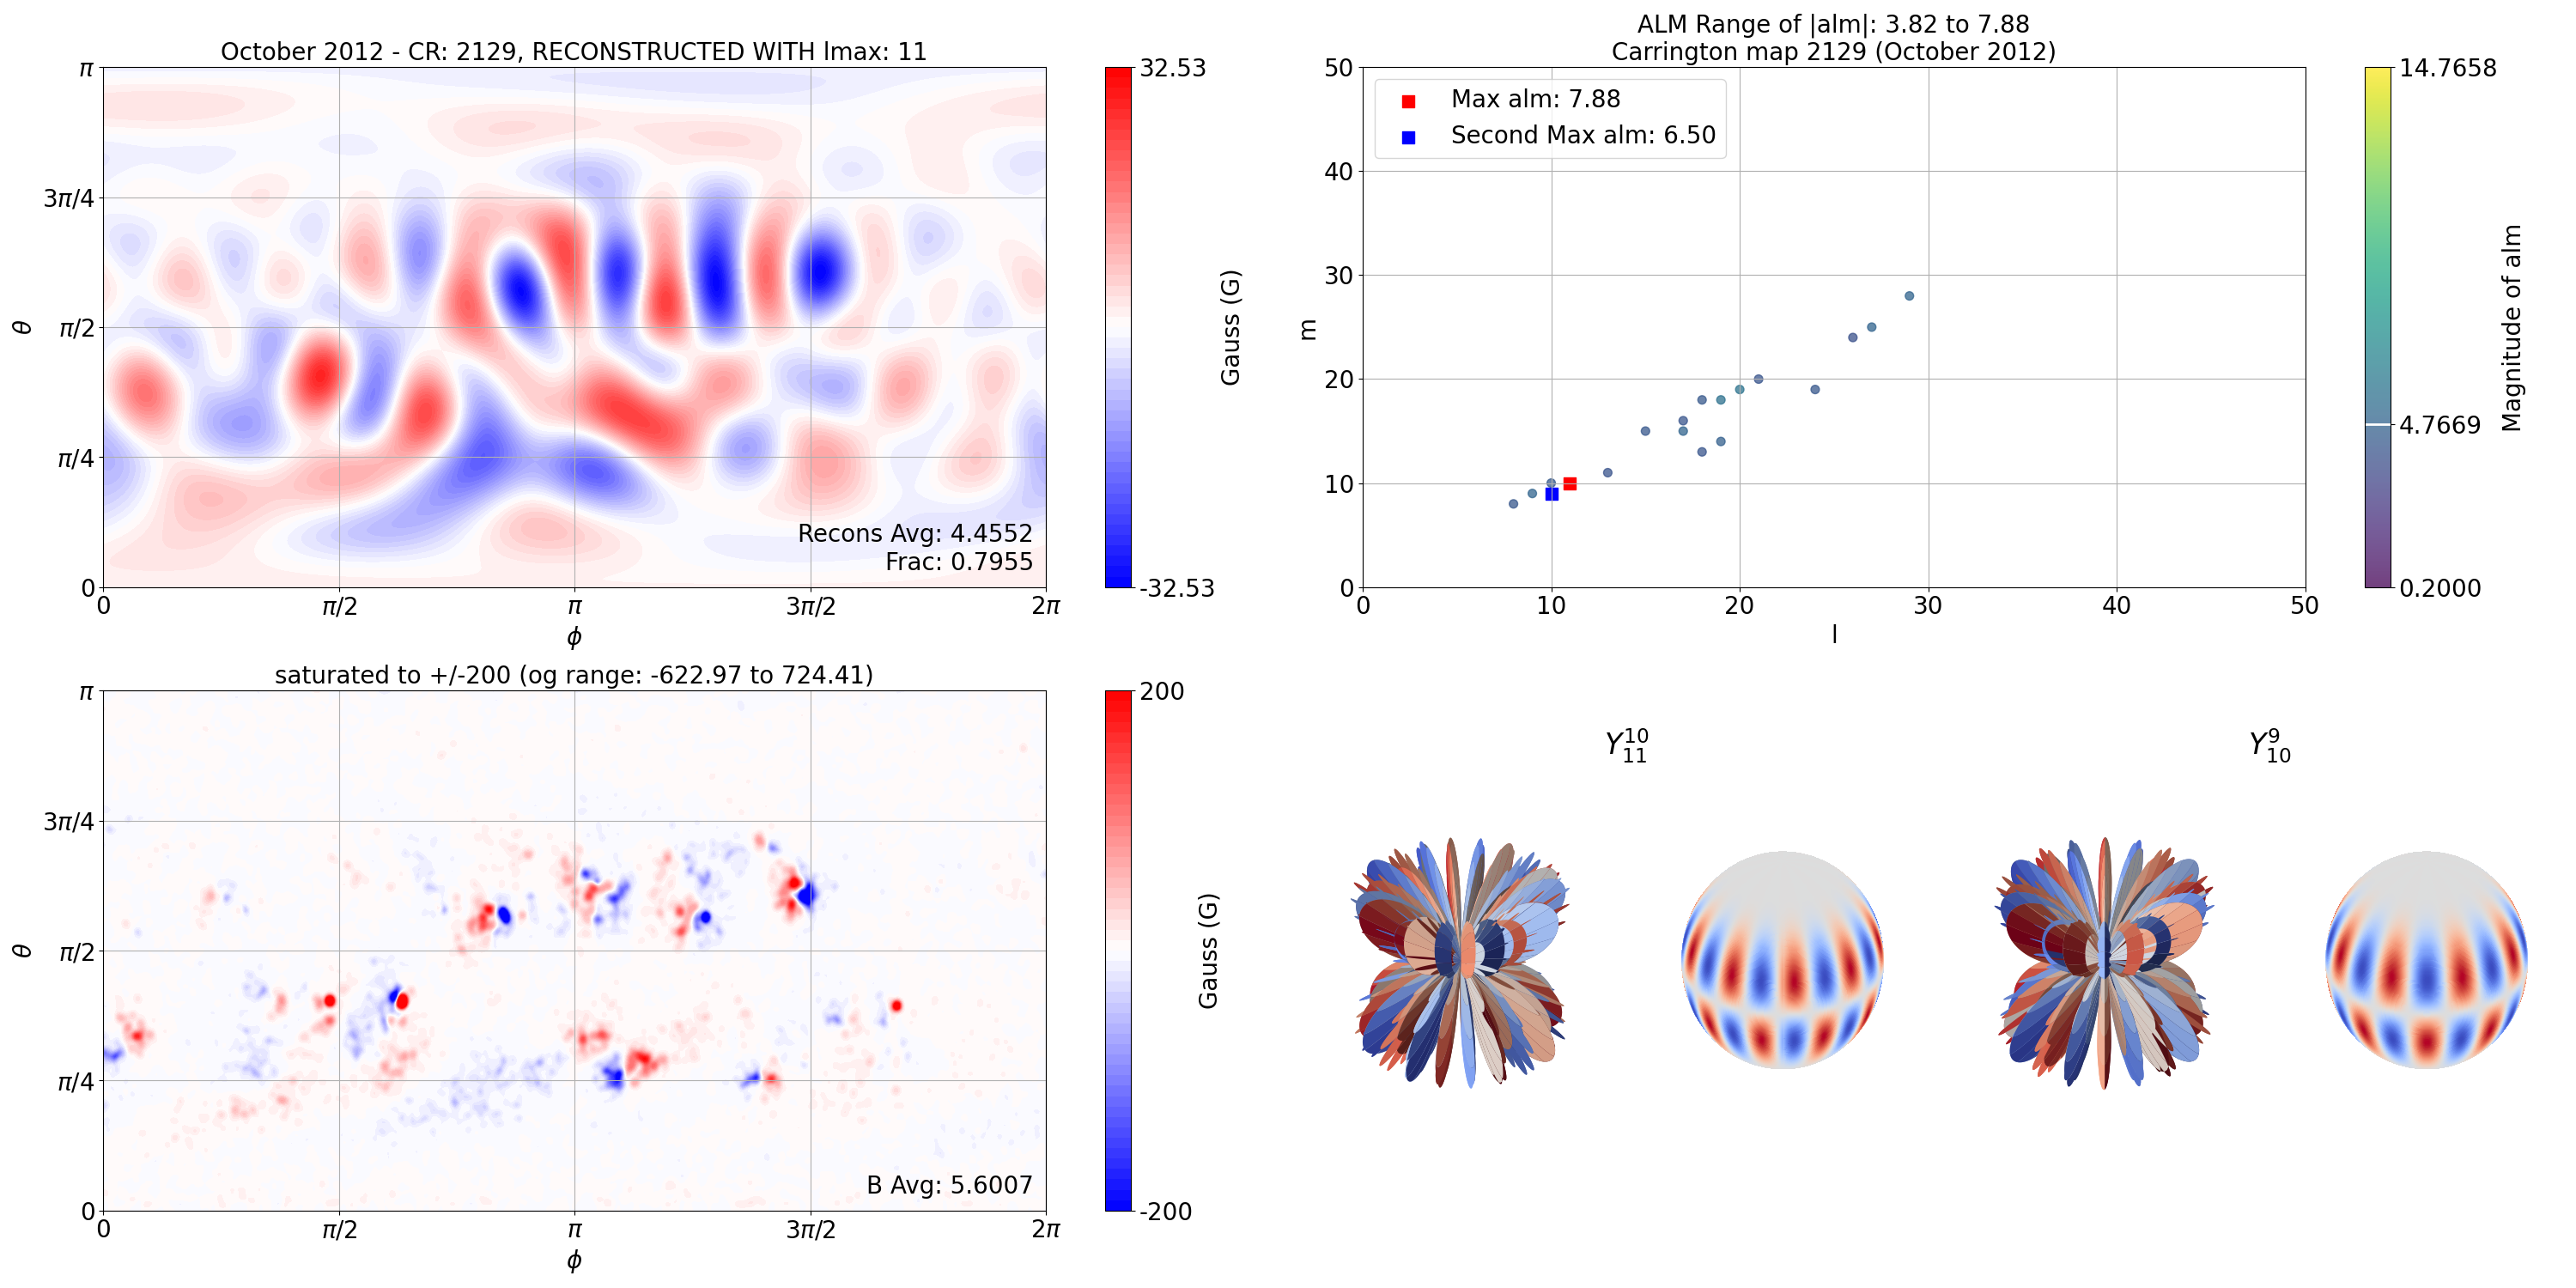 October 2012 - CR: 2129, RECONSTRUCTED WITH lmax: 11
π
3π/4
π/2
π/4
0
θ
0
π/2
π
3π/2
2π
ϕ
Recons Avg: 4.4552
Frac: 0.7955
32.53
-32.53
Gauss (G)
ALM Range of |alm|: 3.82 to 7.88
Carrington map 2129 (October 2012)
Max alm: 7.88
Second Max alm: 6.50
50
40
30
20
10
0
m
0
10
20
30
40
50
l
14.7658
4.7669
0.2000
Magnitude of alm
saturated to +/-200 (og range: -622.97 to 724.41)
π
3π/4
π/2
π/4
0
θ
0
π/2
π
3π/2
2π
ϕ
B Avg: 5.6007
200
-200
Gauss (G)
Y₁₁¹⁰
Y₁₀⁹